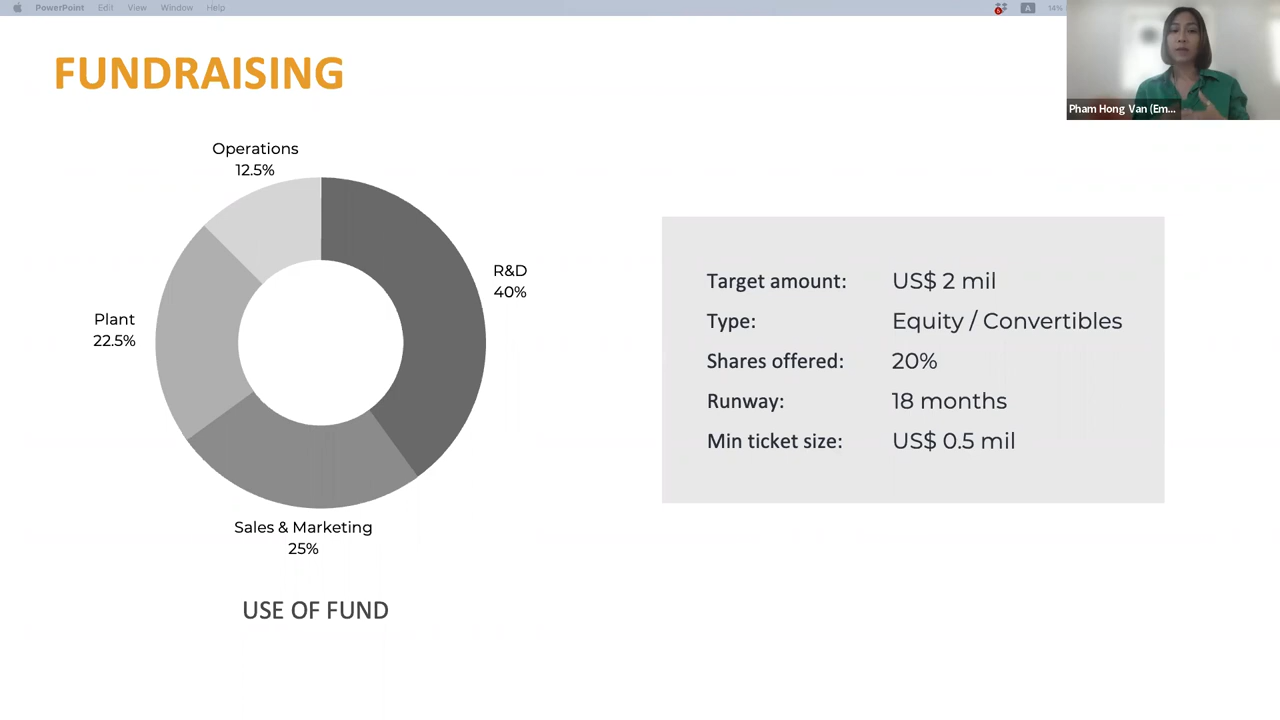 PowerPoint Edit View Window Help
A 14%
Pham Hong Van (Em...
FUNDRAISING
Operations
12.5%
R&D
40%
Plant
22.5%
Sales & Marketing
25%
USE OF FUND
Target amount: US$ 2 mil
Type: Equity / Convertibles
Shares offered: 20%
Runway: 18 months
Min ticket size: US$ 0.5 mil